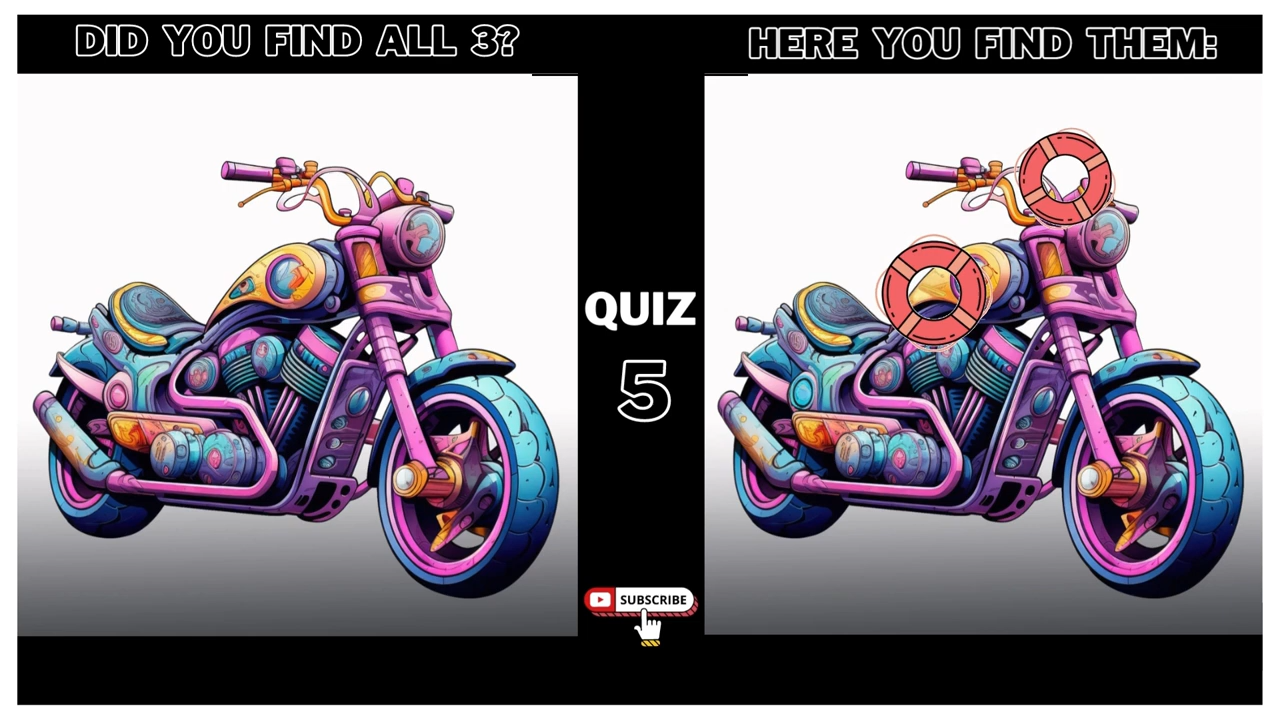 DID YOU FIND ALL 3?
HERE YOU FIND THEM:
QUIZ
5
SUBSCRIBE